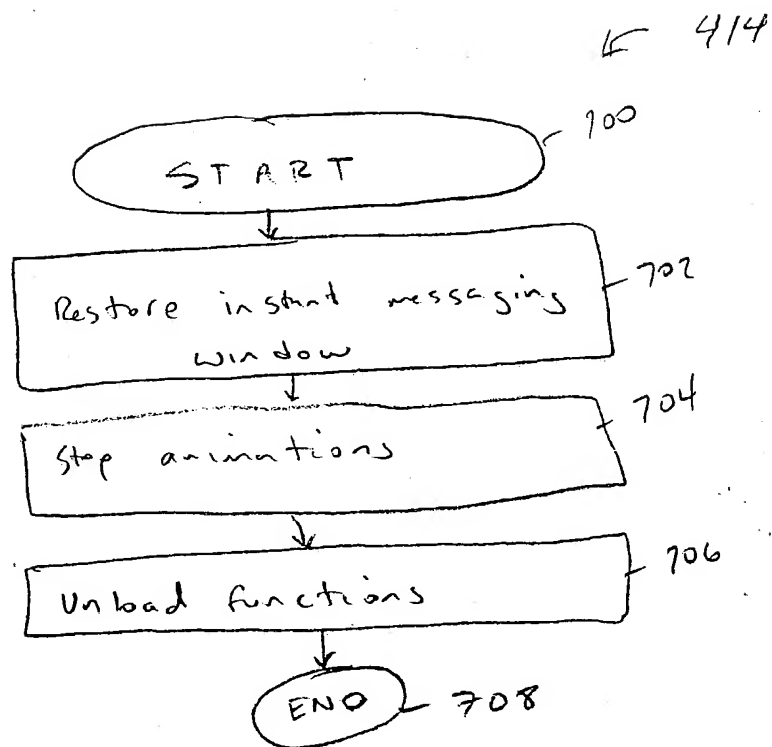 414
START
700
Restore instant messaging
window
702
Stop animations
704
Unload functions
706
END
708